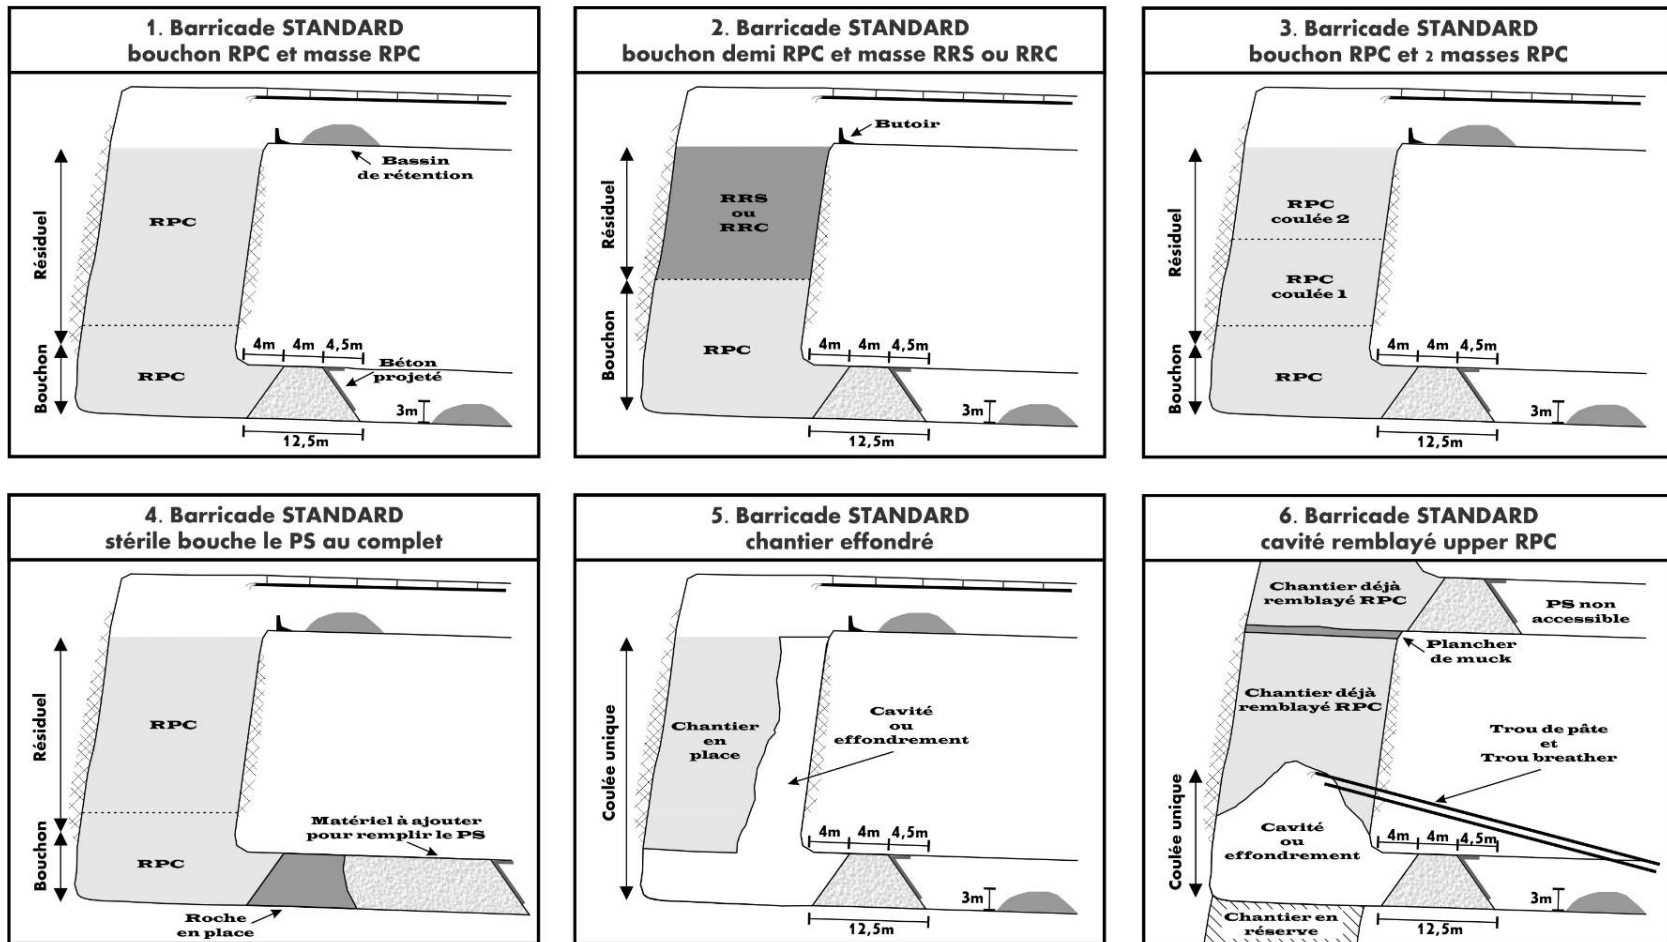 1. Barricade STANDARD
bouchon RPC et masse RPC
Résiduel
Bouchon
RPC
RPC
Bassin
de rétention
4m
4m
4,5m
Béton
projeté
3m
12,5m
2. Barricade STANDARD
bouchon demi RPC et masse RRS ou RRC
Résiduel
Bouchon
Butoir
RRS
ou
RRC
RPC
4m
4m
4,5m
3m
12,5m
3. Barricade STANDARD
bouchon RPC et 2 masses RPC
Résiduel
Bouchon
RPC
coulée 2
RPC
coulée 1
RPC
4m
4m
4,5m
3m
12,5m
4. Barricade STANDARD
stérile bouche le PS au complet
Résiduel
Bouchon
RPC
RPC
Matériel à ajouter
pour remplir le PS
Roche
en place
5. Barricade STANDARD
chantier effondré
Coulée unique
Chantier
en
place
Cavité
ou
effondrement
4m
4m
4,5m
3m
12,5m
6. Barricade STANDARD
cavité remblayé upper RPC
Chantier déjà
remblayé RPC
PS non
accessible
Plancher
de muck
Chantier déjà
remblayé RPC
Trou de pâte
et
Trou breather
Coulée unique
Cavité
ou
effondrement
4m
4m
4,5m
3m
12,5m
Chantier en
réserve